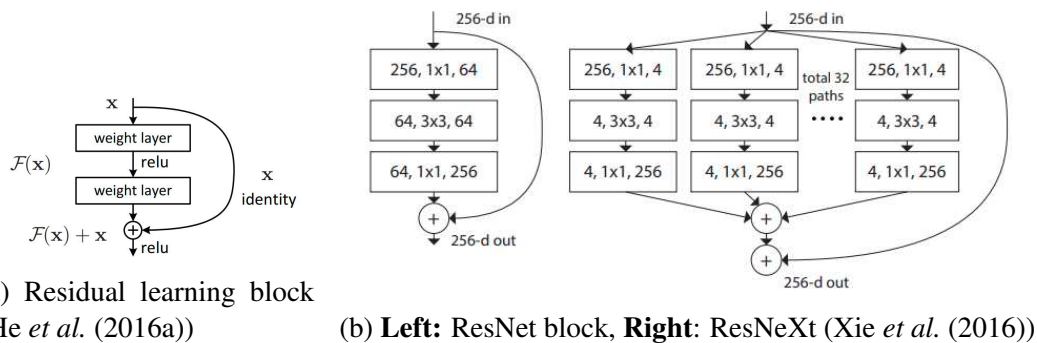 x
weight layer
relu
F(x)
weight layer
x
identity
F(x) + x
relu
) Residual learning block
He et al. (2016a))
256-d in
256, 1x1, 64
64, 3x3, 64
64, 1x1, 256
+
256-d out
256-d in
256, 1x1, 4
256, 1x1, 4
total 32
paths
....
256, 1x1, 4
4, 3x3, 4
4, 3x3, 4
4, 3x3, 4
4, 1x1, 256
4, 1x1, 256
4, 1x1, 256
+
+
256-d out
(b) Left: ResNet block, Right: ResNeXt (Xie et al. (2016))